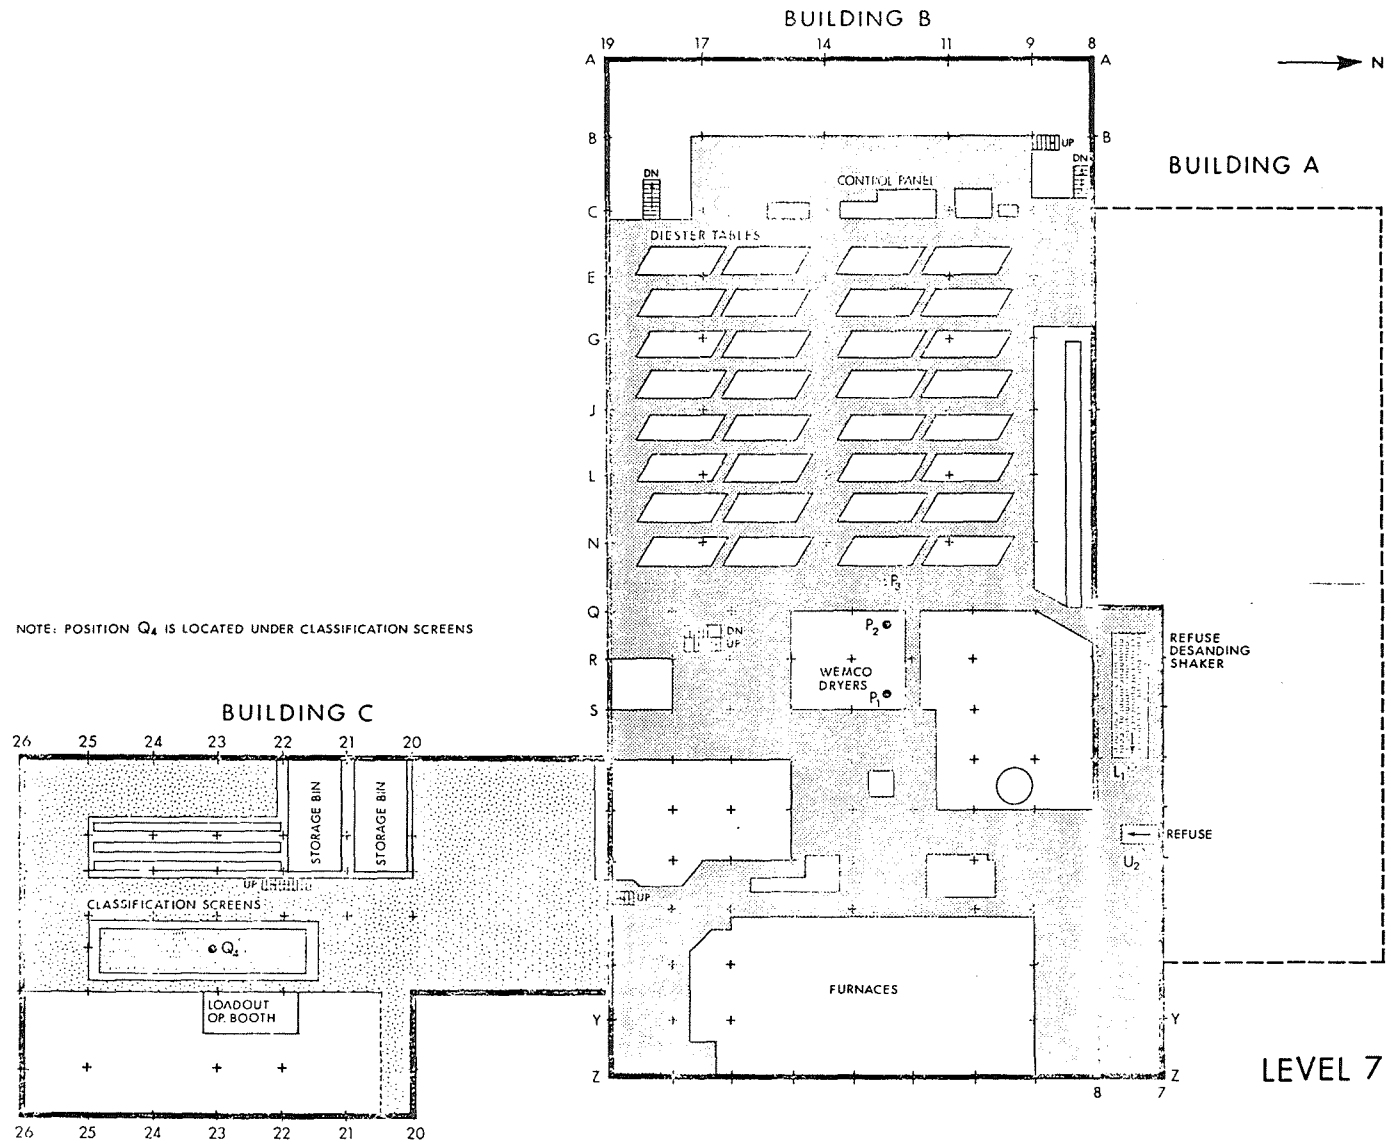 BUILDING B
19 17 14 11 9 8
A A
N
B B
UP
DN
BUILDING A
DN
CONTROL PANEL
C
DIESTER TABLES
E
G
J
L
N
P3
Q
NOTE: POSITION Q4 IS LOCATED UNDER CLASSIFICATION SCREENS
P2
DN
UP
REFUSE
DESANDING
SHAKER
R
WEMCO
DRYERS
P1
S
BUILDING C
26 25 24 23 22 21 20
L1
STORAGE BIN
STORAGE BIN
REFUSE
U2
UP
UP
CLASSIFICATION SCREENS
Q4
FURNACES
LOADOUT
OP. BOOTH
Y Y
Z Z
LEVEL 7
8 7
26 25 24 23 22 21 20